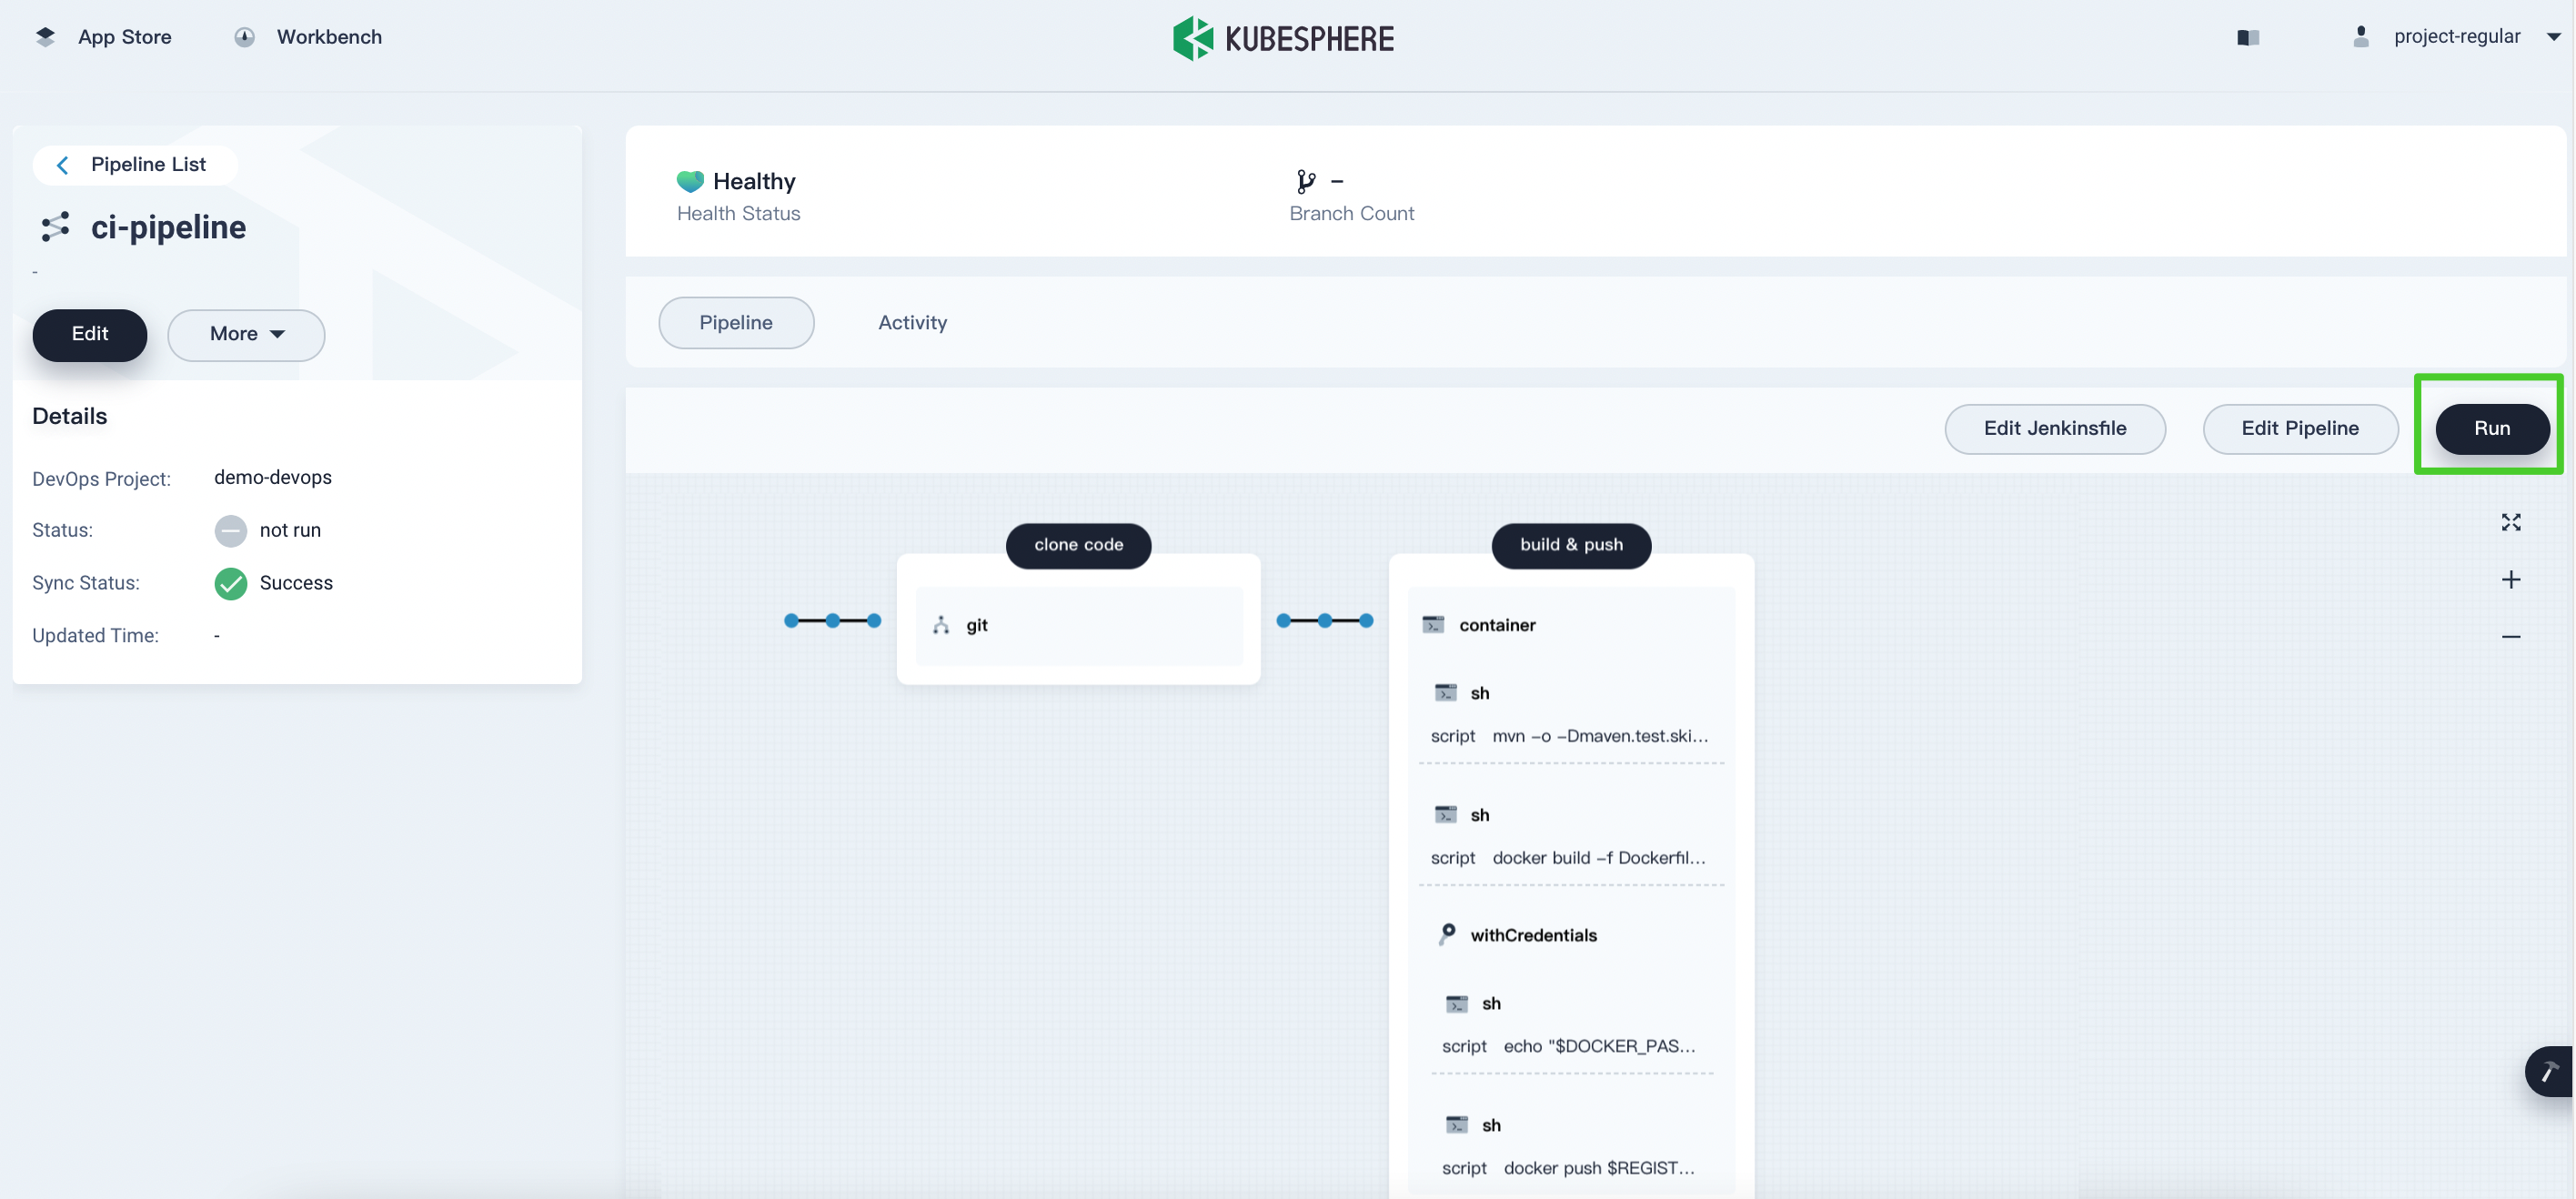 App Store
Workbench
KUBESPHERE
project-regular
Pipeline List
ci-pipeline
-
Edit
More
Details
DevOps Project: demo-devops
Status: not run
Sync Status: Success
Updated Time: -
Healthy
Health Status
-
Branch Count
Pipeline
Activity
Edit Jenkinsfile
Edit Pipeline
Run
clone code
git
build & push
container
sh
script mvn -o -Dmaven.test.ski...
sh
script docker build -f Dockerfil...
withCredentials
sh
script echo "$DOCKER_PAS...
sh
script docker push $REGIST...